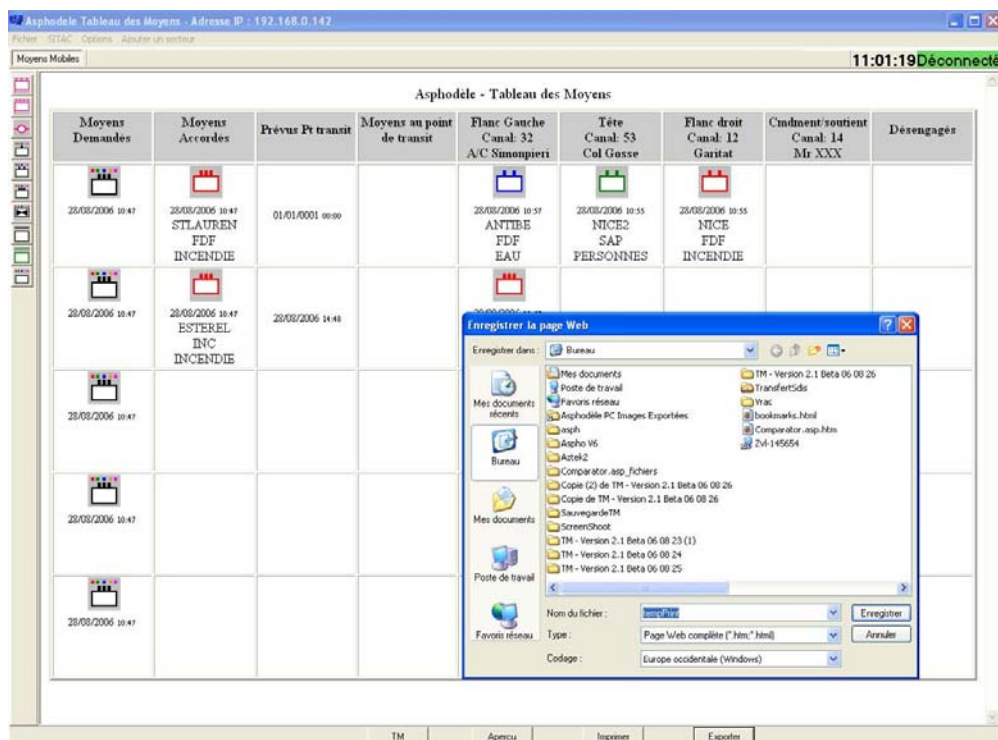 Asphodele Tableau des Moyens - Adresse IP : 192.168.0.142
Fichier SITAC Options Ajouter un secteur
Moyens Mobiles
11:01:19 Déconnecté
Asphodèle - Tableau des Moyens
Moyens Demandés
Moyens Accordés
Prévus Pt transit
Moyens au point de transit
Flanc Gauche Canal: 32 A/C Simonpieri
Tête Canal: 53 Col Gosse
Flanc droit Canal: 12 Garitat
Cmdment/soutient Canal: 14 Mr XXX
Désengagés
28/08/2006 10:47
28/08/2006 10:47
STLAUREN
FDF
INCENDIE
01/01/0001 00:00
28/08/2006 10:57
ANTIBE
FDF
EAU
28/08/2006 10:55
NICE2
SAP
PERSONNES
28/08/2006 10:55
NICE
FDF
INCENDIE
28/08/2006 10:47
28/08/2006 10:47
ESTEREL
INC
INCENDIE
28/08/2006 14:48
28/08/2006 10:47
28/08/2006 10:47
28/08/2006 10:47
Enregistrer la page Web
Enregistrer dans :
Bureau
Mes documents récents
Bureau
Mes documents
Poste de travail
Favoris réseau
Mes documents
Poste de travail
Favoris réseau
Asphodèle PC Images Exportées
asph
Aspho V6
Aztek2
Comparator.asp_fichiers
Copie (2) de TM - Version 2.1 Beta 06 08 26
Copie de TM - Version 2.1 Beta 06 08 26
SauvegardeTM
ScreenShoot
TM - Version 2.1 Beta 06 08 23 (1)
TM - Version 2.1 Beta 06 08 24
TM - Version 2.1 Beta 06 08 25
TM - Version 2.1 Beta 06 08 26
TransfertSdis
Vrac
bookmarks.html
Comparator.asp.htm
2vl-145654
Nom du fichier :
tempPrint
Enregistrer
Type :
Page Web complète (*.htm;*.html)
Annuler
Codage :
Europe occidentale (Windows)
TM
Aperçu
Imprimer
Exporter